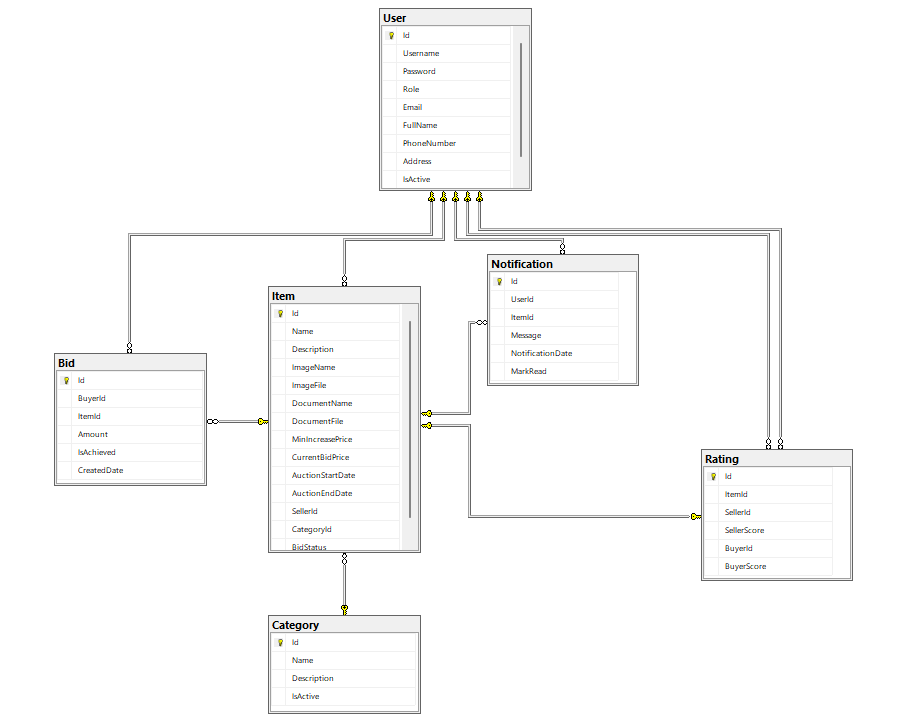 User
Id
Username
Password
Role
Email
FullName
PhoneNumber
Address
IsActive
Notification
Id
UserId
ItemId
Message
NotificationDate
MarkRead
Item
Id
Name
Description
ImageName
ImageFile
DocumentName
DocumentFile
MinIncreasePrice
CurrentBidPrice
AuctionStartDate
AuctionEndDate
SellerId
CategoryId
BidStatus
Bid
Id
BuyerId
ItemId
Amount
IsAchieved
CreatedDate
Rating
Id
ItemId
SellerId
SellerScore
BuyerId
BuyerScore
Category
Id
Name
Description
IsActive